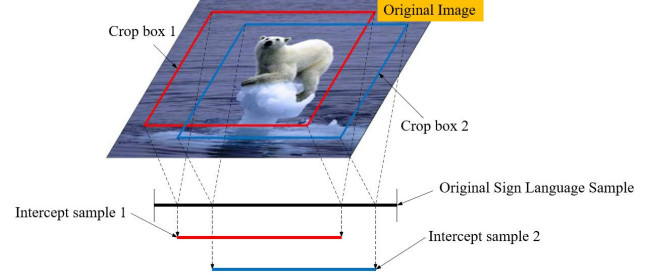 Original Image
Crop box 1
Crop box 2
Original Sign Language Sample
Intercept sample 1
Intercept sample 2